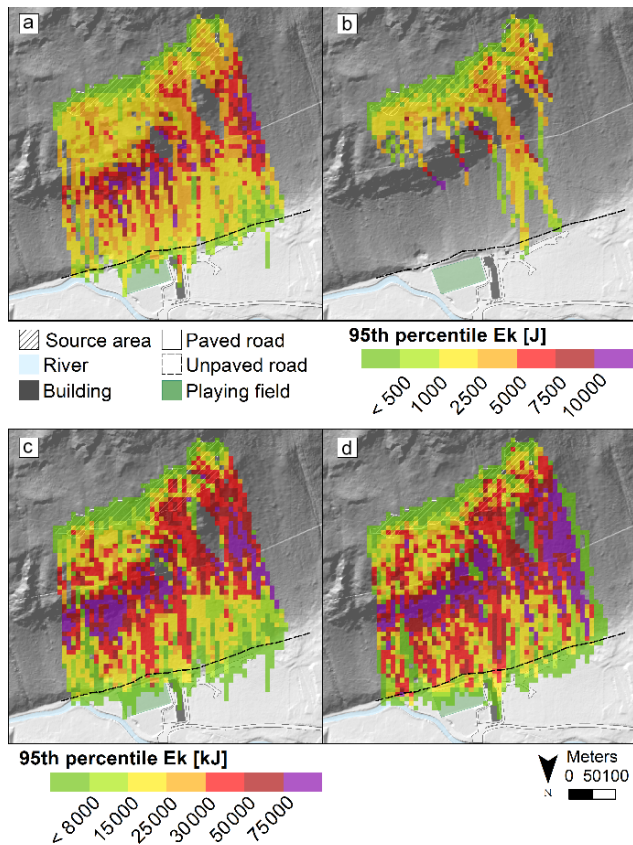 a
b
Source area
Paved road
River
Unpaved road
Building
Playing field
95th percentile Ek [J]
< 500
1000
2500
5000
7500
10000
c
d
95th percentile Ek [kJ]
< 8000
15000
25000
30000
50000
75000
Meters
0 50100
N